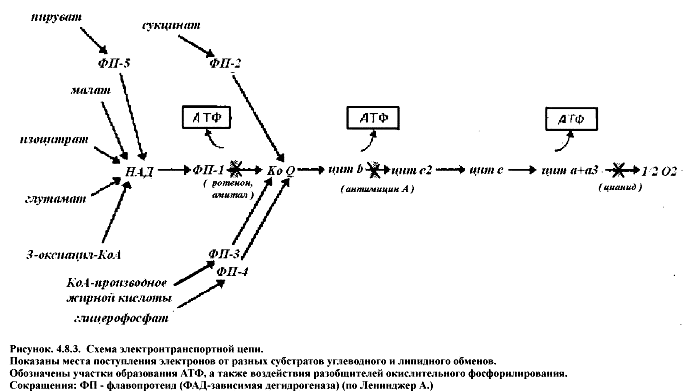 пируват
сукцинат
ФП-5
ФП-2
малат
АТФ
АТФ
АТФ
изоцитрат
НАД
ФП-1
Ко Q
цит b
цит c2
цит c
цит a+a3
1/2 O2
( ротенон, амитал )
(антимицин А )
(цианид )
глутамат
3-оксиацил-КоА
ФП-3
ФП-4
КоА-производное
жирной кислоты
глицерофосфат
Рисунок. 4.8.3. Схема электронтранспортной цепи.
Показаны места поступления электронов от разных субстратов углеводного и липидного обменов.
Обозначены участки образования АТФ, а также воздействия разобщителей окислительного фосфорилирования.
Сокращения: ФП - флавопротеид (ФАД-зависимая дегидрогеназа) (по Ленинджер А.)